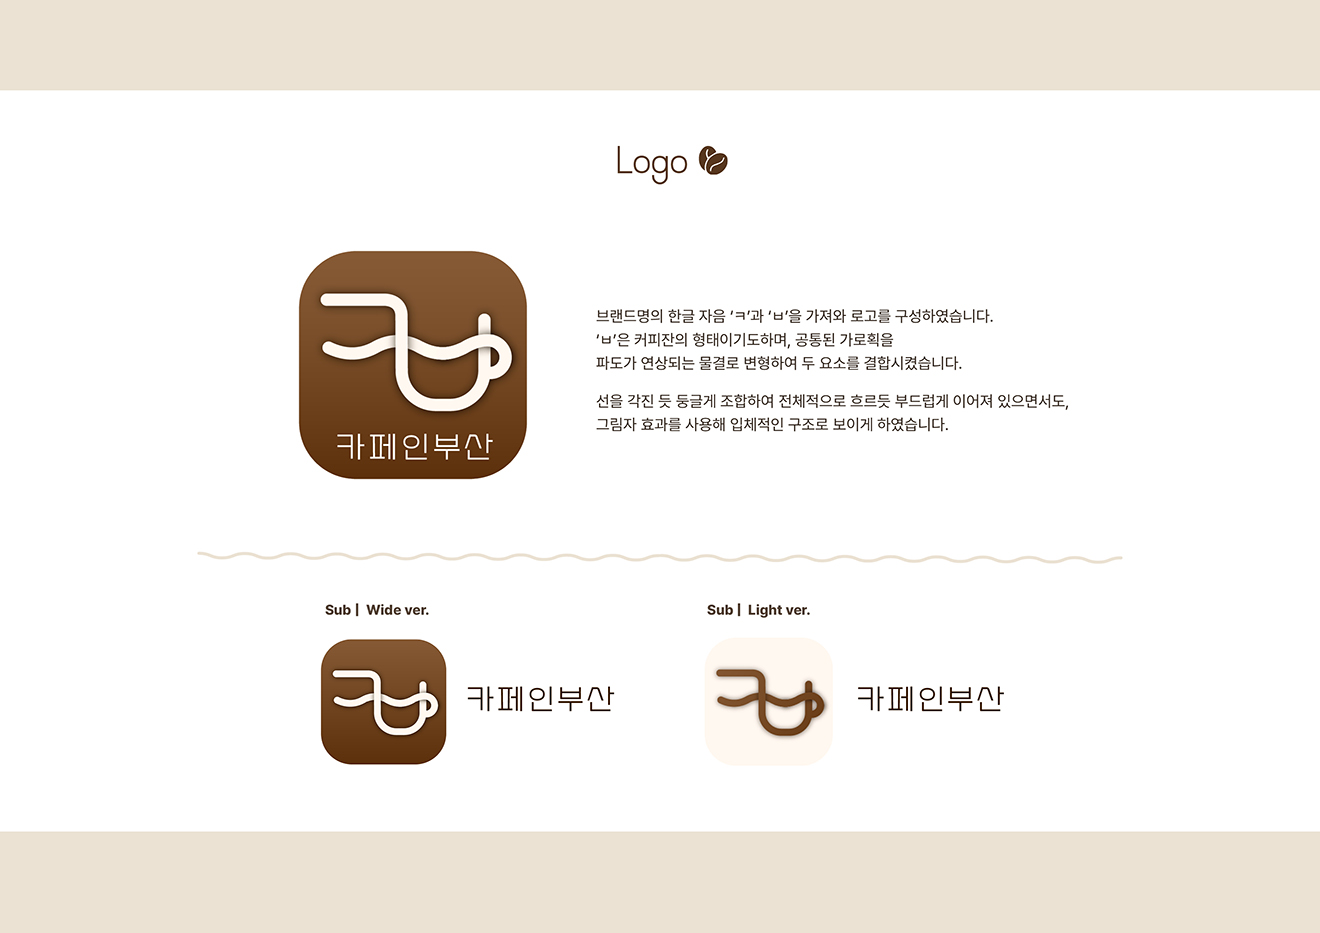 Logo
카페인부산
브랜드명의 한글 자음 ‘ㅋ’과 ‘ㅂ’을 가져와 로고를 구성하였습니다.
‘ㅂ’은 커피잔의 형태이기도하며, 공통된 가로획을
파도가 연상되는 물결로 변형하여 두 요소를 결합시켰습니다.
선을 각진 듯 둥글게 조합하여 전체적으로 흐르듯 부드럽게 이어져 있으면서도,
그림자 효과를 사용해 입체적인 구조로 보이게 하였습니다.
Sub | Wide ver.
카페인부산
Sub | Light ver.
카페인부산